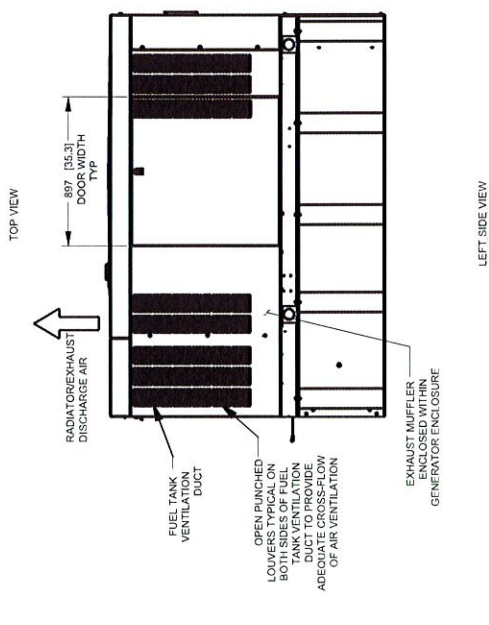 TOP VIEW
897 [35.3]
DOOR WIDTH
TYP
RADIATOR/EXHAUST
DISCHARGE AIR
FUEL TANK
VENTILATION
DUCT
OPEN PUNCHED
LOUVERS TYPICAL ON
BOTH SIDES OF FUEL
TANK VENTILATION
DUCT TO PROVIDE
ADEQUATE CROSS-FLOW
OF AIR VENTILATION
EXHAUST MUFFLER
ENCLOSED WITHIN
GENERATOR ENCLOSURE
LEFT SIDE VIEW